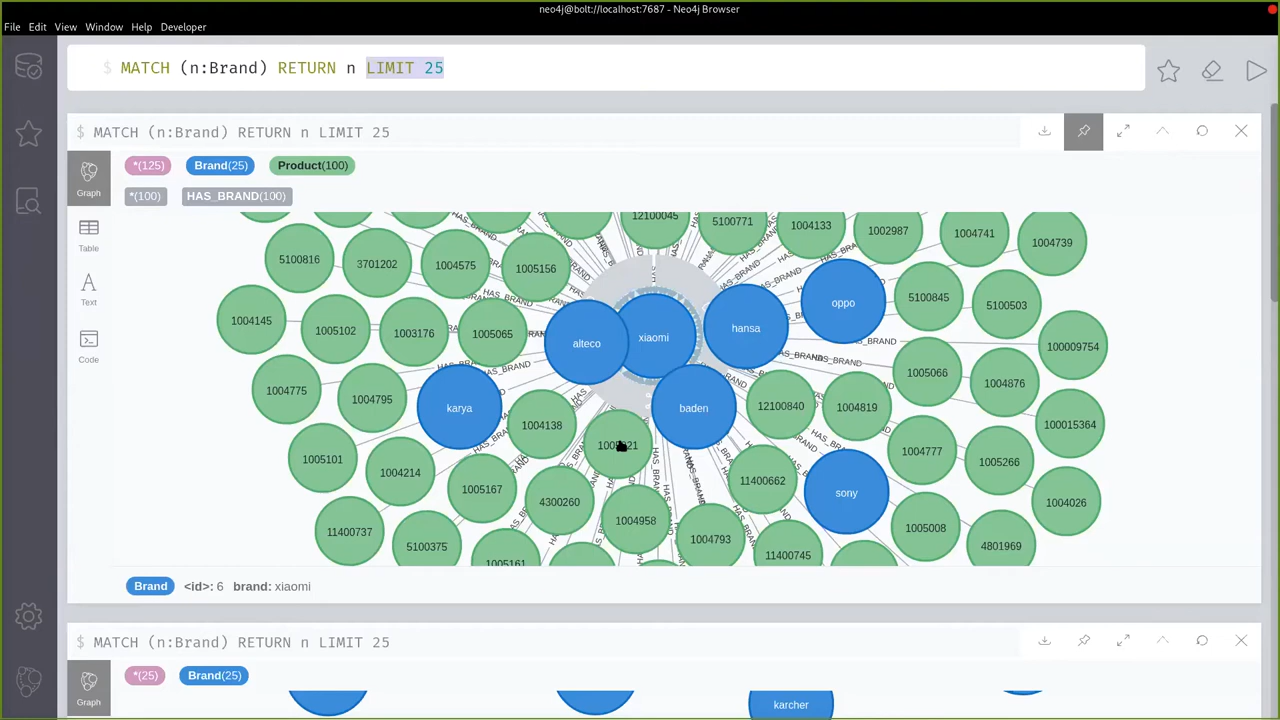 neo4j@bolt://localhost:7687 - Neo4j Browser
File Edit View Window Help Developer
$ MATCH (n:Brand) RETURN n LIMIT 25
$ MATCH (n:Brand) RETURN n LIMIT 25
*(125) Brand(25) Product(100)
Graph
*(100) HAS_BRAND(100)
Table
Text
Code
12100045 5100771 1004133 1002987 1004741 1004739
5100816 3701202 1004575 1005156 oppo 5100845 5100503
1004145 1005102 1003176 1005065 alteco xiaomi hansa 100009754
1004775 1004795 karya 1004138 baden 12100840 1004819 1005066 1004876
1005101 1004214 1005167 4300260 1004958 11400662 sony 1004777 1005266 100015364
11400737 5100375 1005161 1004793 11400745 1005008 4801969 1004026
HAS_BRAND
Brand <id>: 6 brand: xiaomi
$ MATCH (n:Brand) RETURN n LIMIT 25
*(25) Brand(25)
Graph
karcher